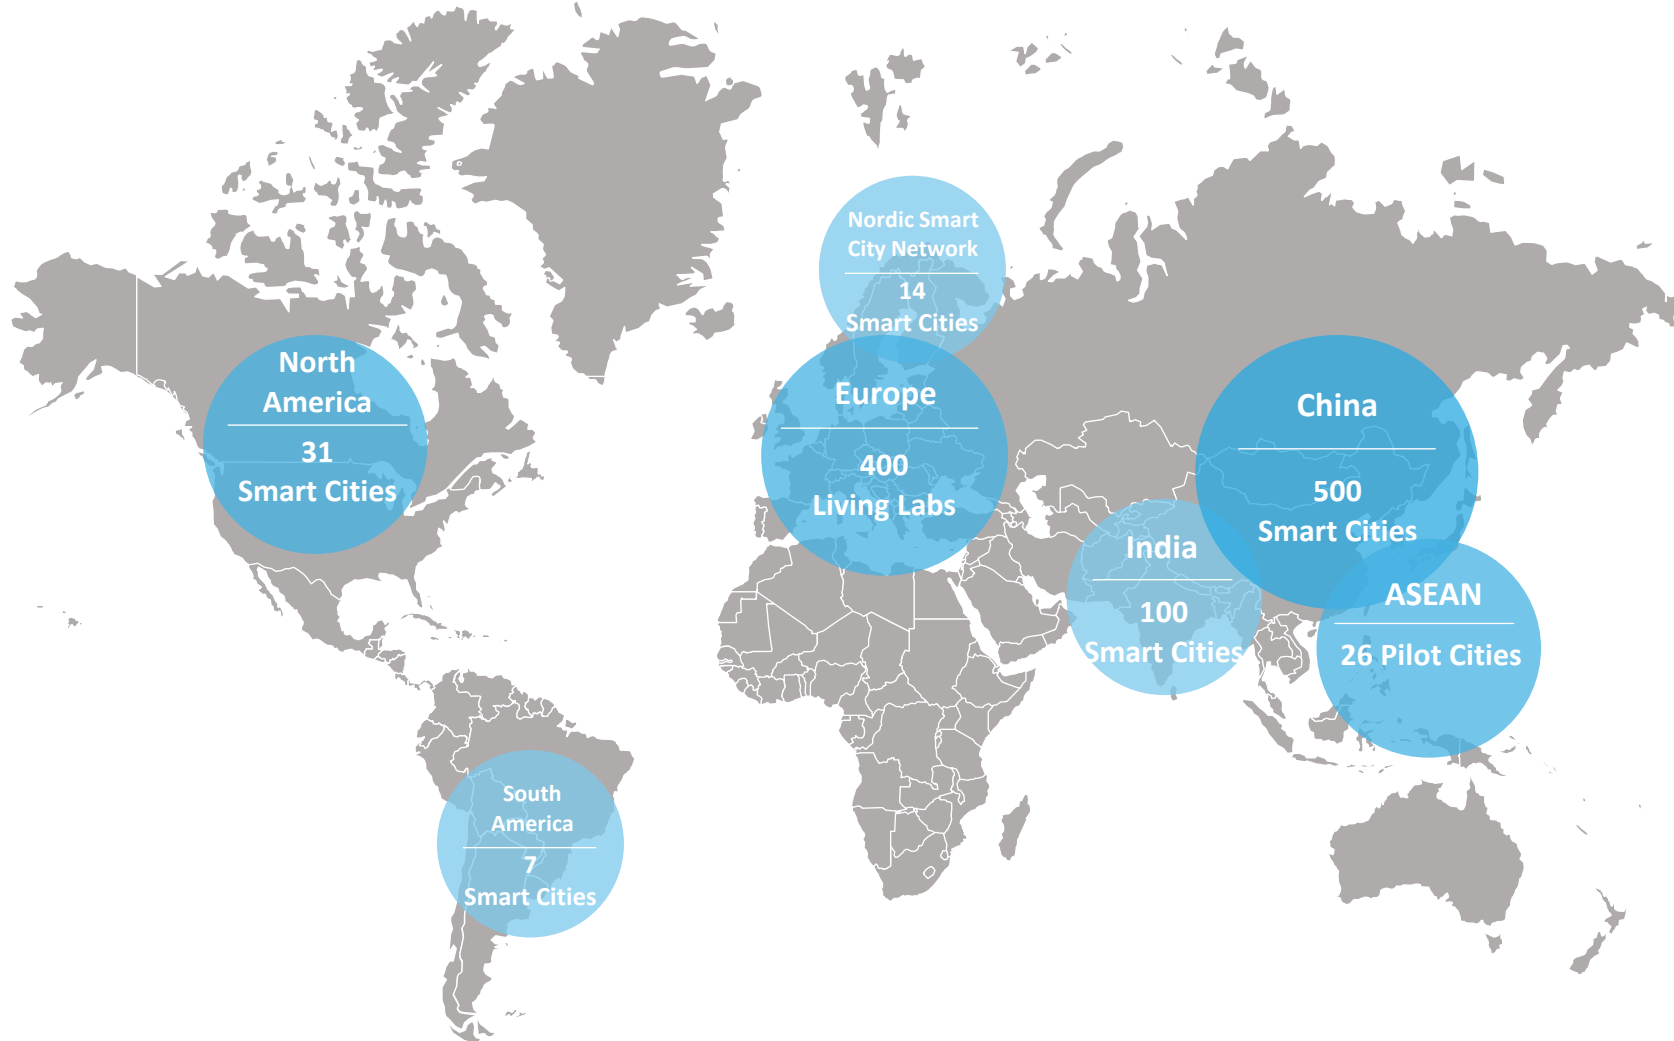 Nordic Smart
City Network
14
Smart Cities
North
America
31
Smart Cities
Europe
400
Living Labs
China
500
Smart Cities
India
100
Smart Cities
ASEAN
26 Pilot Cities
South
America
7
Smart Cities